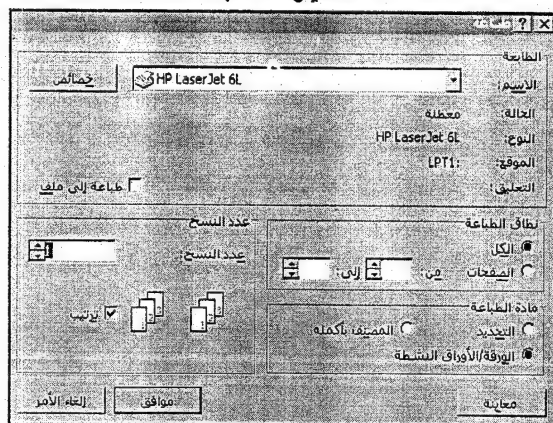 طباعة
الطابعة
الاسم: HP LaserJet 6L خصائص
الحالة: معطلة
النوع: HP LaserJet 6L
الموقع: LPT1:
التعليق: طباعة إلى ملف
نطاق الطباعة
الكل
الصفحات من: إلى:
عدد النسخ
عدد النسخ: 1
ترتيب
مادة الطباعة
التحديد المصنف بأكمله
الورقة/الأوراق النشطة
معاينة موافق إلغاء الأمر